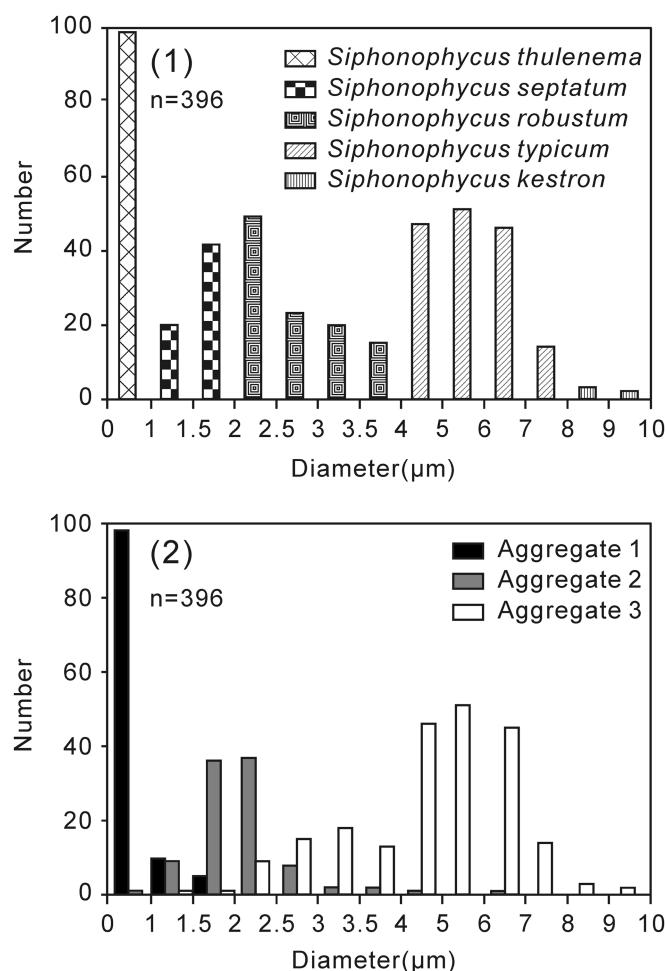 100
80
60
40
20
0
Number
(1)
n=396
Siphonophycus thulenema
Siphonophycus septatum
Siphonophycus robustum
Siphonophycus typicum
Siphonophycus kestron
0 1 1.5 2 2.5 3 3.5 4 5 6 7 8 9 10
Diameter(µm)
100
80
60
40
20
0
Number
(2)
n=396
Aggregate 1
Aggregate 2
Aggregate 3
0 1 1.5 2 2.5 3 3.5 4 5 6 7 8 9 10
Diameter(µm)